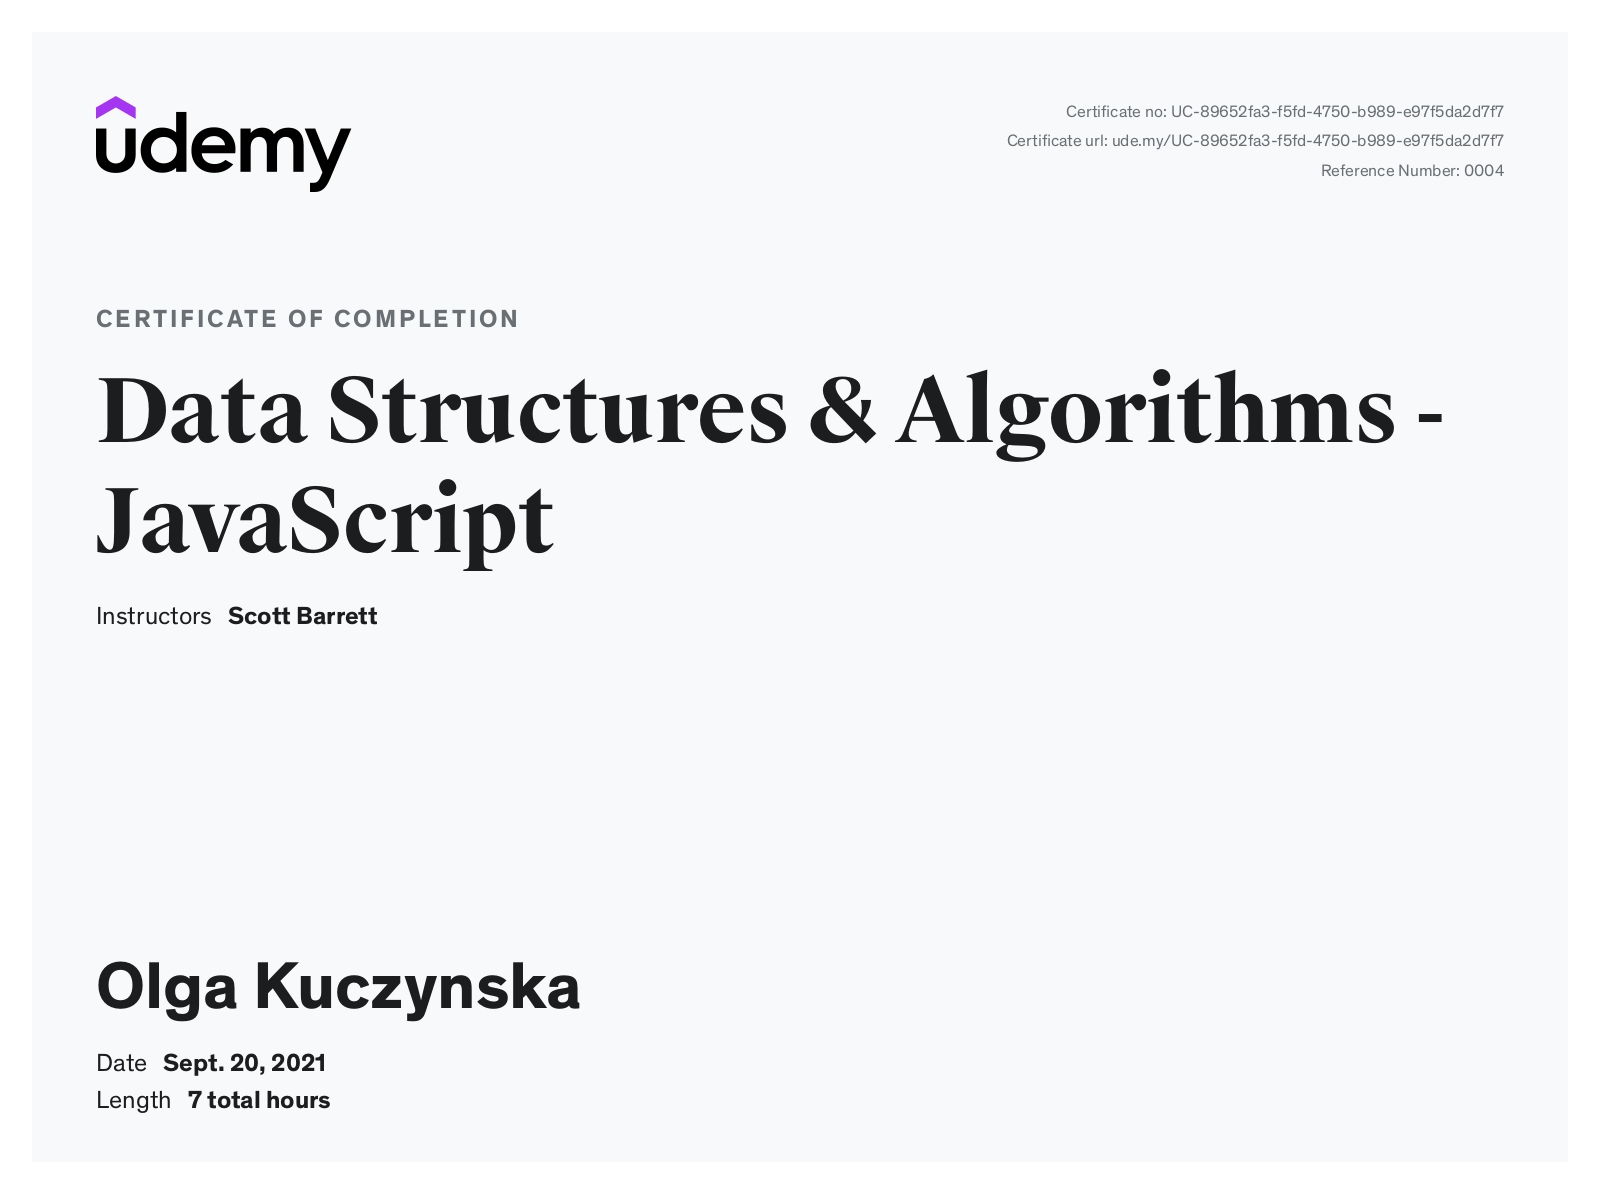 udemy
Certificate no: UC-89652fa3-f5fd-4750-b989-e97f5da2d7f7
Certificate url: ude.my/UC-89652fa3-f5fd-4750-b989-e97f5da2d7f7
Reference Number: 0004
CERTIFICATE OF COMPLETION
Data Structures & Algorithms -
JavaScript
Instructors Scott Barrett
Olga Kuczynska
Date Sept. 20, 2021
Length 7 total hours